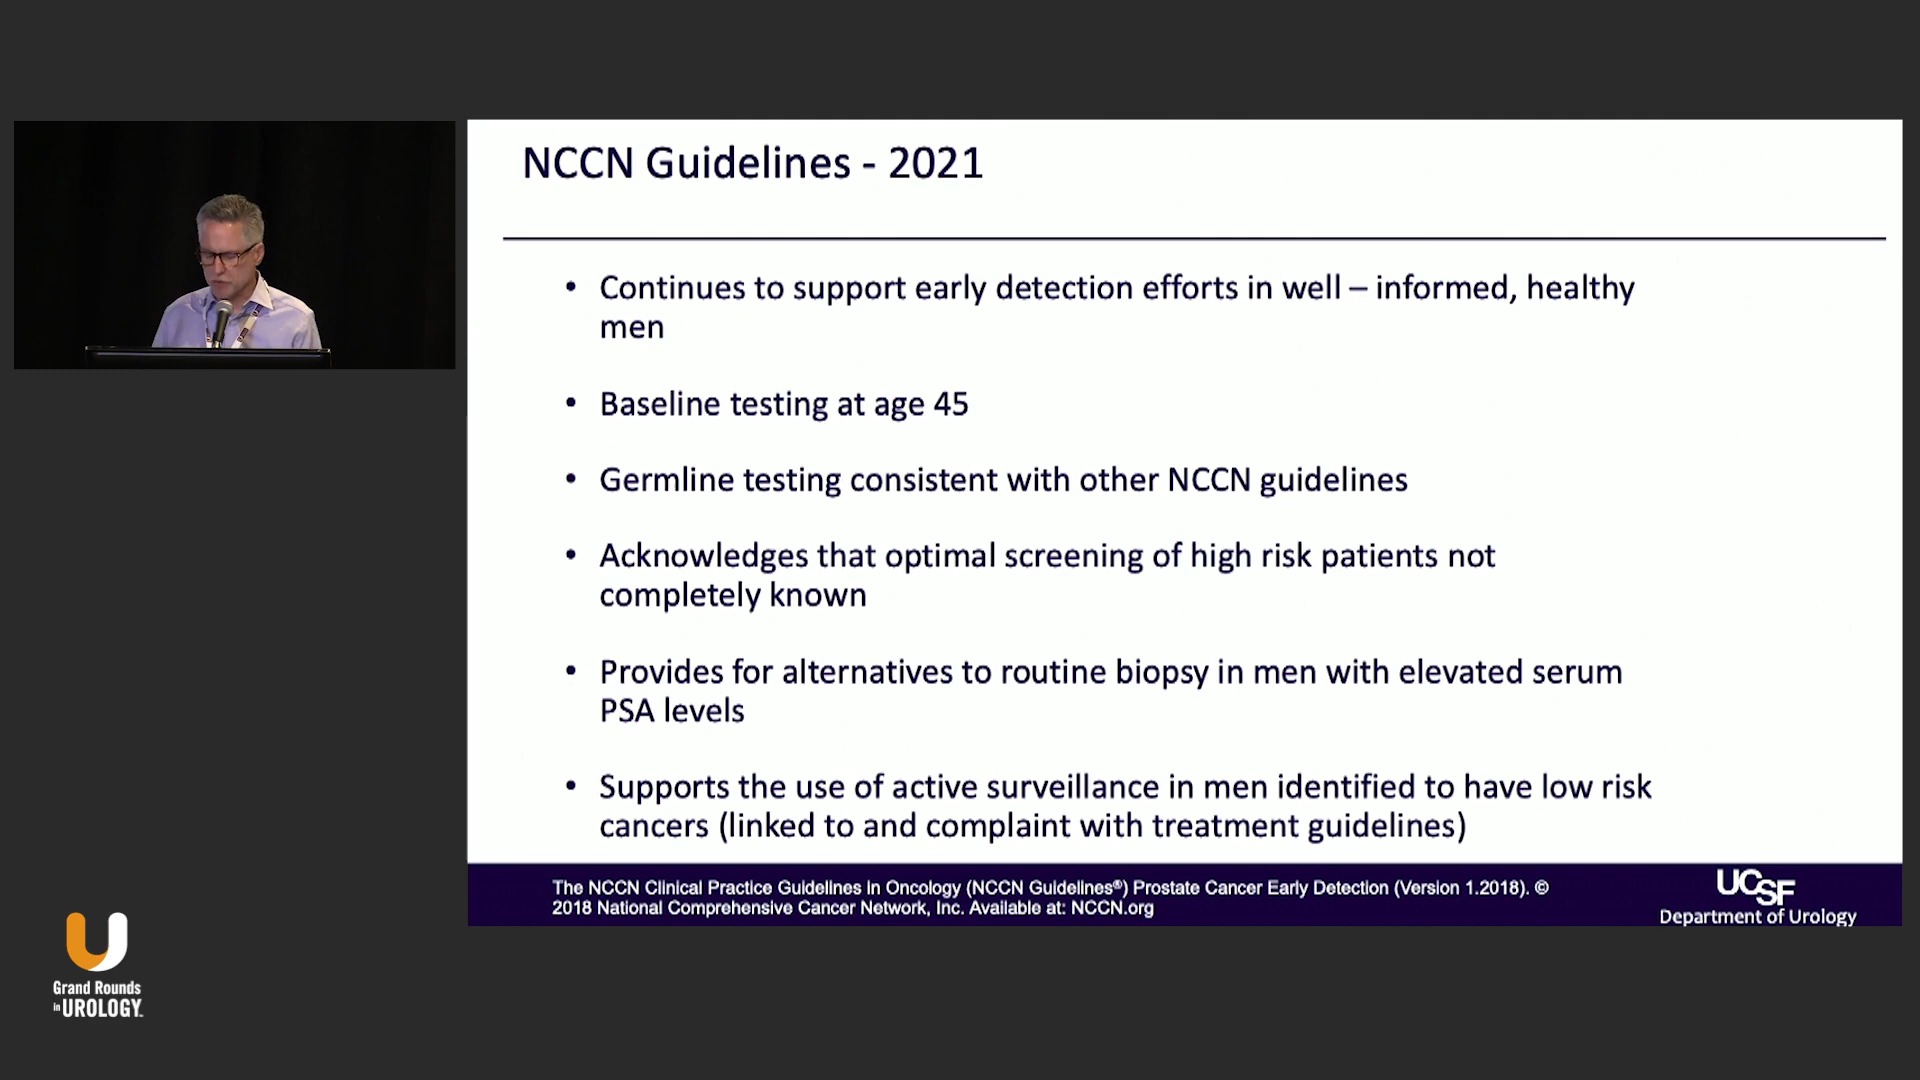 NCCN Guidelines - 2021
• Continues to support early detection efforts in well – informed, healthy
men
• Baseline testing at age 45
• Germline testing consistent with other NCCN guidelines
• Acknowledges that optimal screening of high risk patients not
completely known
• Provides for alternatives to routine biopsy in men with elevated serum
PSA levels
• Supports the use of active surveillance in men identified to have low risk
cancers (linked to and complaint with treatment guidelines)
The NCCN Clinical Practice Guidelines in Oncology (NCCN Guidelines®) Prostate Cancer Early Detection (Version 1.2018). ©
2018 National Comprehensive Cancer Network, Inc. Available at: NCCN.org
UCSF
Department of Urology
Grand Rounds
in UROLOGY™